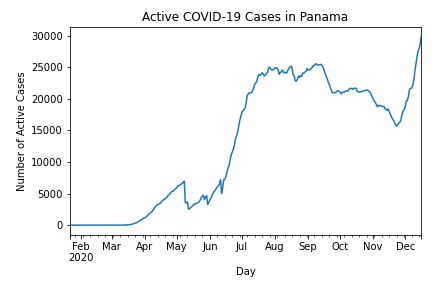 Active COVID-19 Cases in Panama
30000
25000
20000
15000
10000
5000
0
Number of Active Cases
Feb Mar Apr May Jun Jul Aug Sep Oct Nov Dec
2020
Day